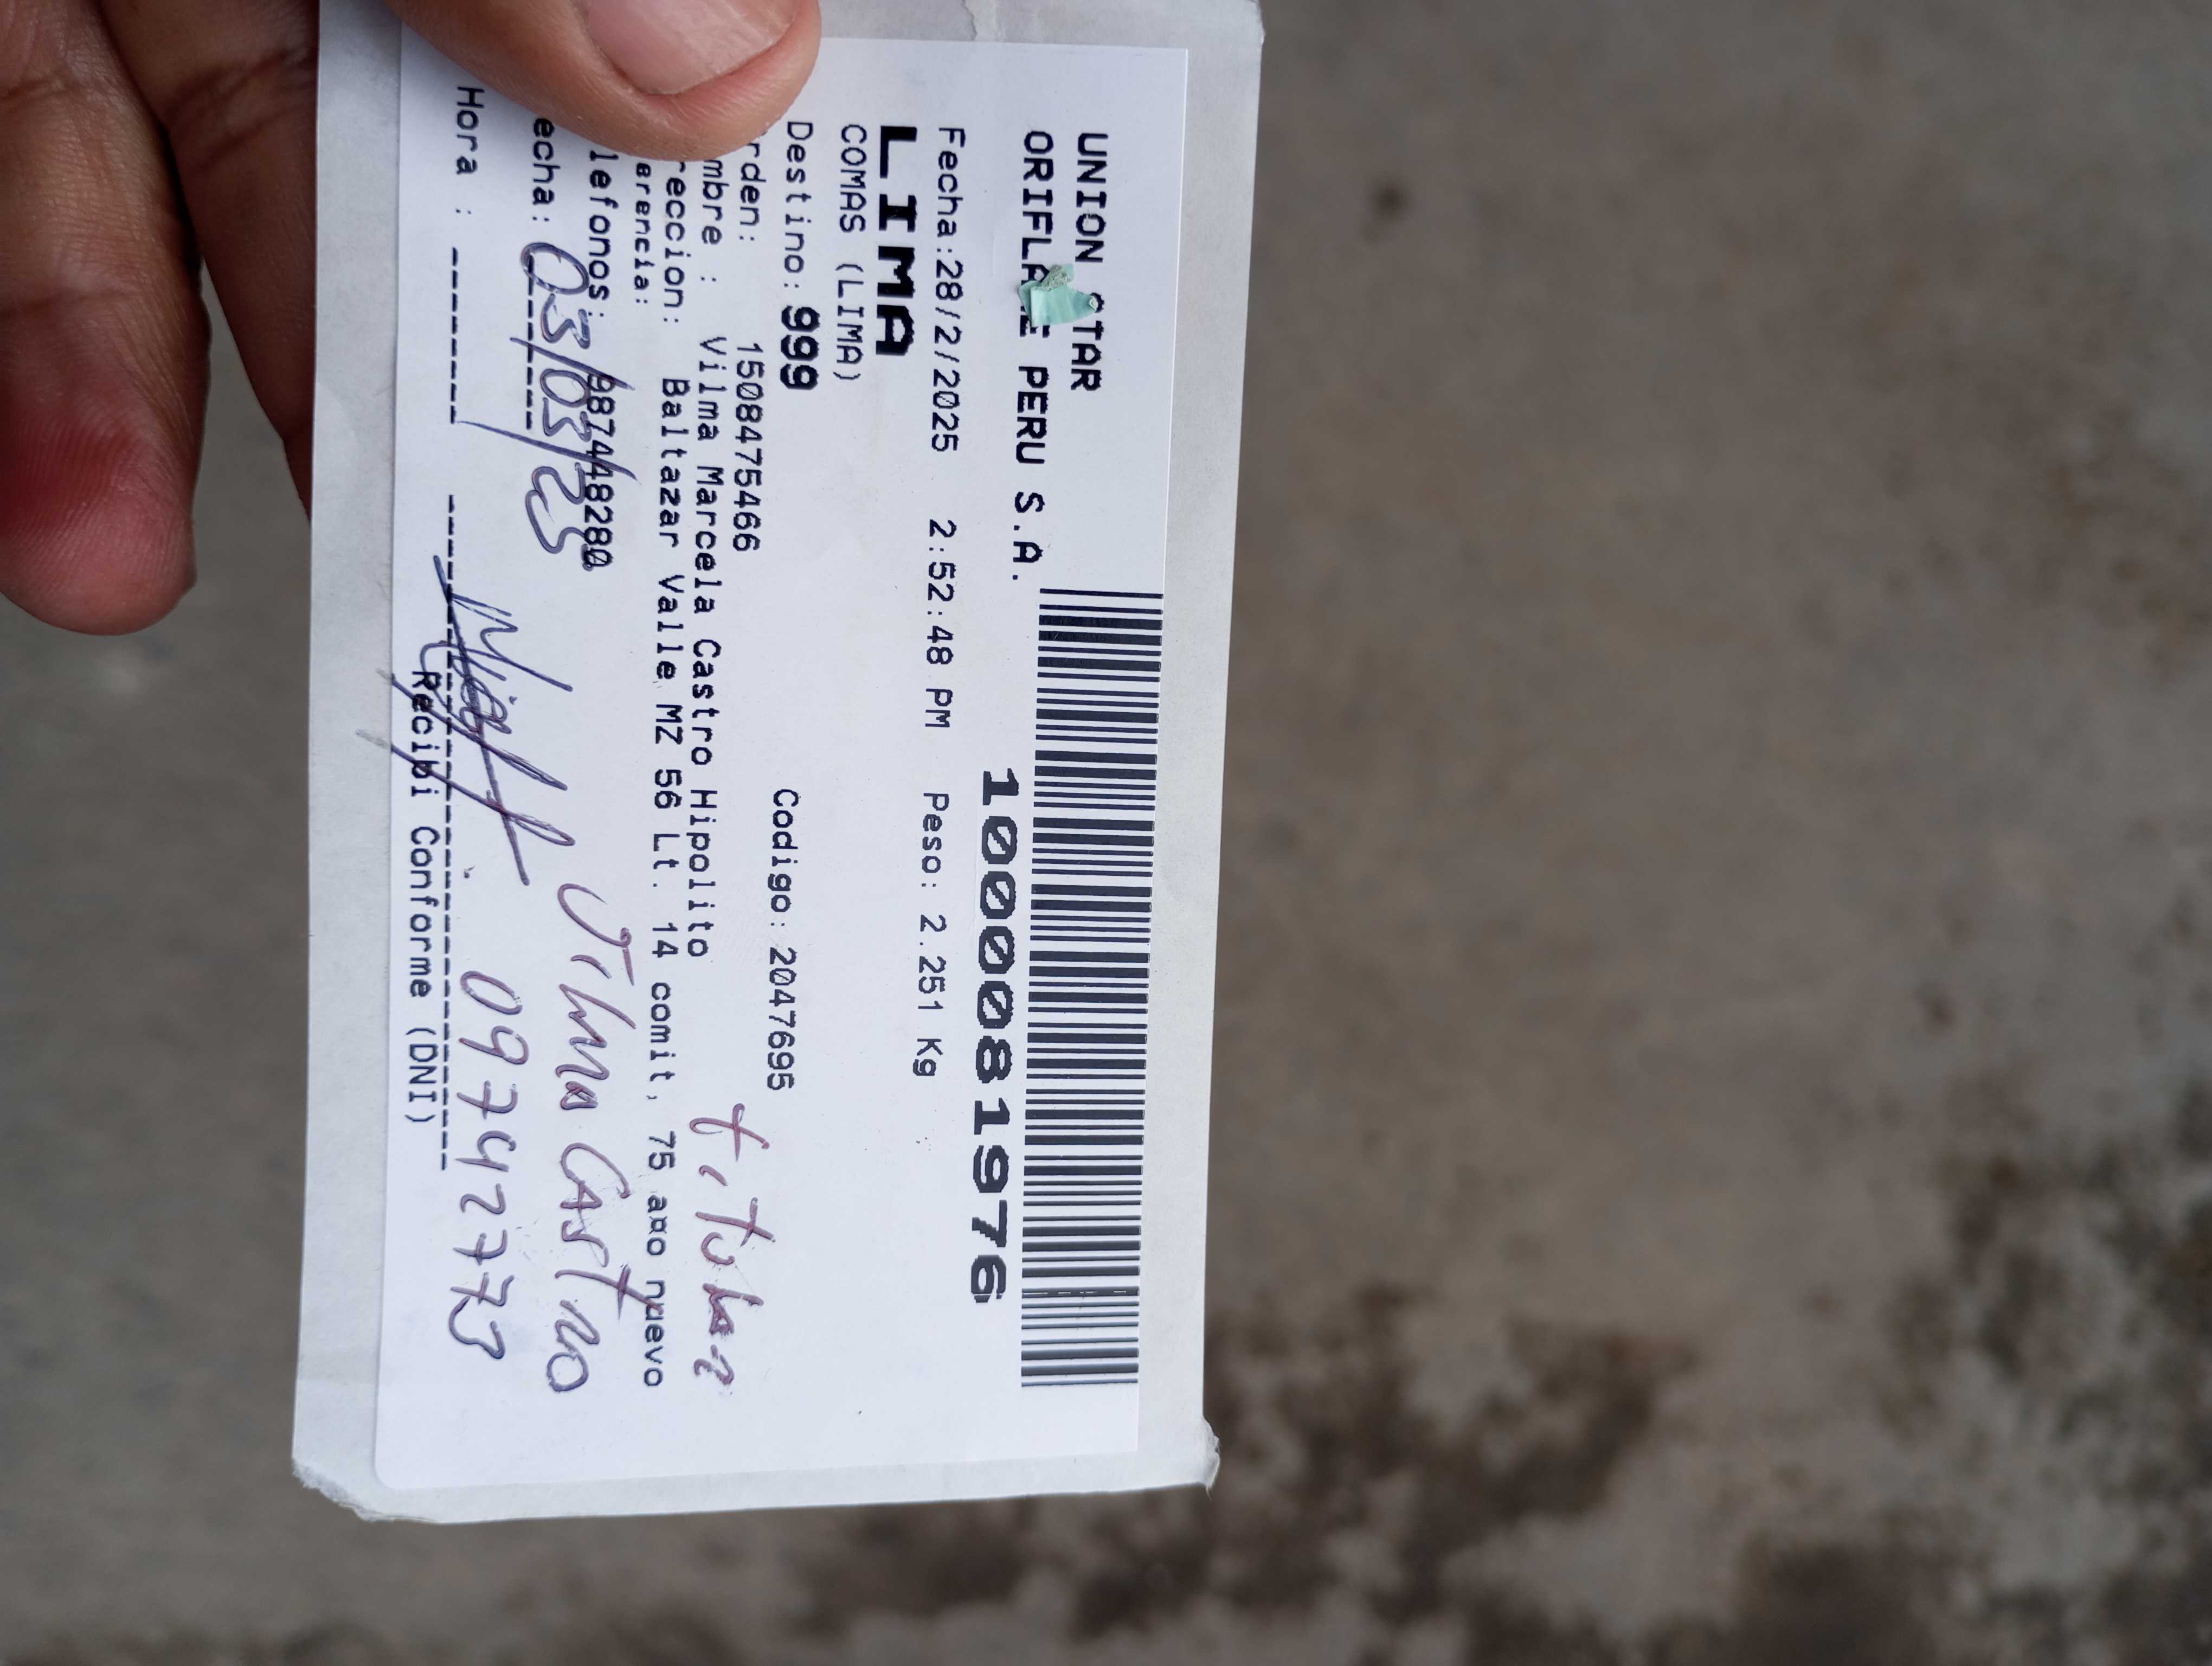 UNION STAR
ORIFLAME PERU S.A.
1000081976
Fecha:28/2/2025 2:52:48 PM Peso: 2.251 Kg
LIMA
COMAS (LIMA)
Destino: 999 Codigo: 2047695
rden: 1508475466
mbre : Vilma Marcela Castro Hipolito
titular
reccion: Baltazar Valle MZ 56 Lt. 14 comit, 75 a¤o nuevo
erencia:
lefonos: 987448280
Vilma Castro
echa: 03/03/25
09742773
Hora :
Recibi Conforme (DNI)